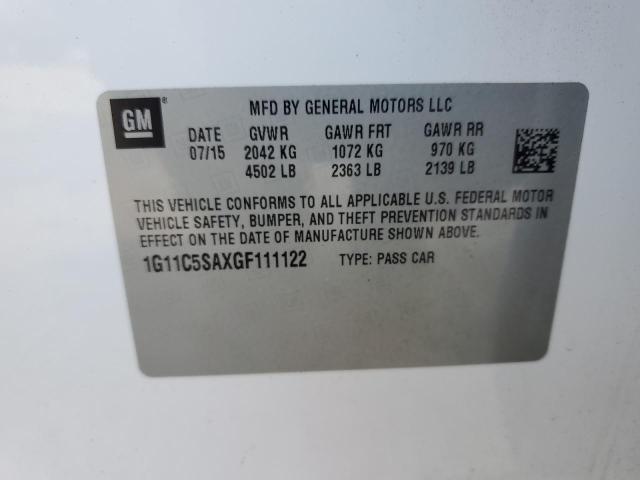 GM ®
MFD BY GENERAL MOTORS LLC
DATE GVWR GAWR FRT GAWR RR
07/15 2042 KG 1072 KG 970 KG
4502 LB 2363 LB 2139 LB
THIS VEHICLE CONFORMS TO ALL APPLICABLE U.S. FEDERAL MOTOR
VEHICLE SAFETY, BUMPER, AND THEFT PREVENTION STANDARDS IN
EFFECT ON THE DATE OF MANUFACTURE SHOWN ABOVE.
1G11C5SAXGF111122 TYPE: PASS CAR